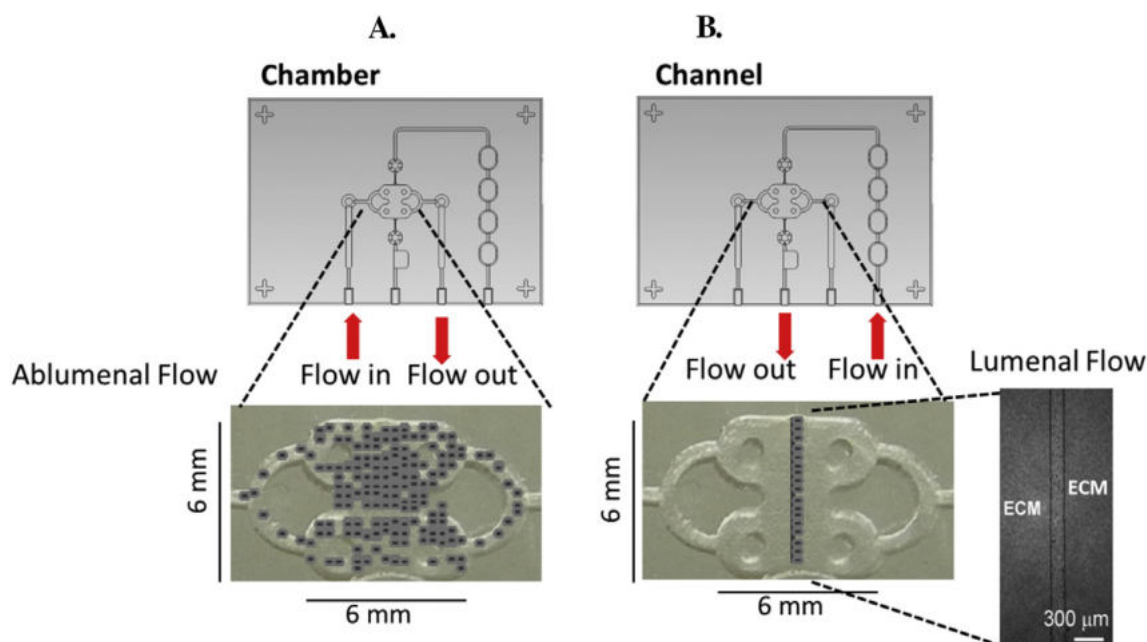 A.
B.
Chamber
Channel
Ablumenal Flow
Flow in
Flow out
Flow out
Flow in
Lumenal Flow
6 mm
6 mm
6 mm
6 mm
ECM
ECM
300 μm